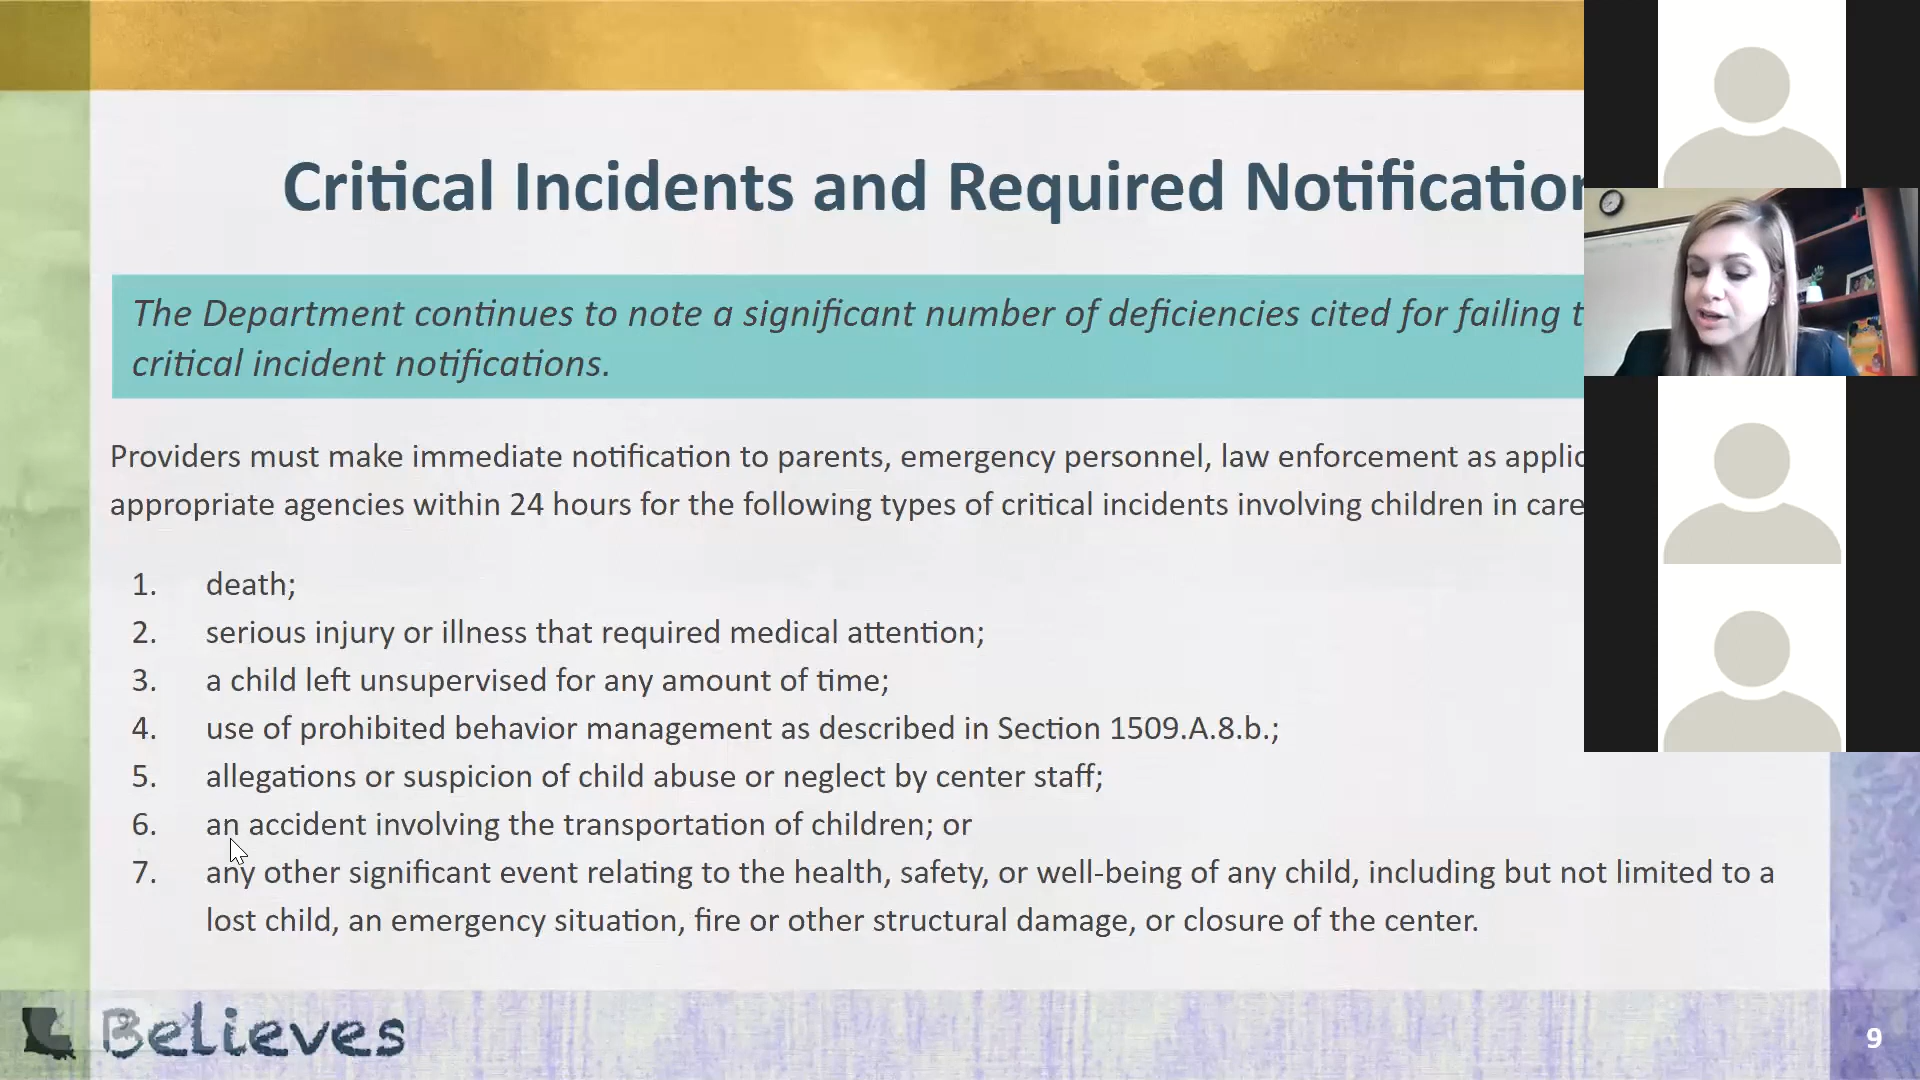 Critical Incidents and Required Notification
The Department continues to note a significant number of deficiencies cited for failing
critical incident notifications.
Providers must make immediate notification to parents, emergency personnel, law enforcement as
appropriate agencies within 24 hours for the following types of critical incidents involving children in care
1. death;
2. serious injury or illness that required medical attention;
3. a child left unsupervised for any amount of time;
4. use of prohibited behavior management as described in Section 1509.A.8.b.;
5. allegations or suspicion of child abuse or neglect by center staff;
6. an accident involving the transportation of children; or
7. any other significant event relating to the health, safety, or well-being of any child, including but not limited to a
lost child, an emergency situation, fire or other structural damage, or closure of the center.
Believes
9